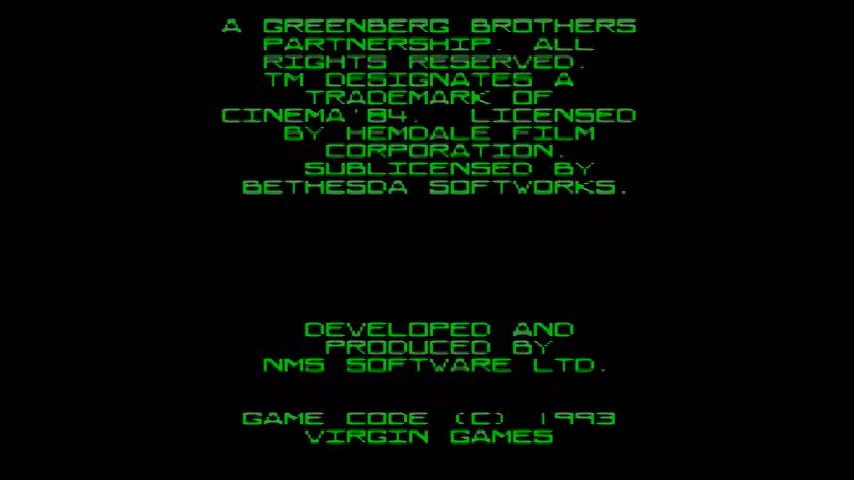 A GREENBERG BROTHERS
PARTNERSHIP. ALL
RIGHTS RESERVED.
TM DESIGNATES A
TRADEMARK OF
CINEMA'84. LICENSED
BY HEMDALE FILM
CORPORATION.
SUBLICENSED BY
BETHESDA SOFTWORKS.
DEVELOPED AND
PRODUCED BY
NMS SOFTWARE LTD.
GAME CODE (C) 1993
VIRGIN GAMES